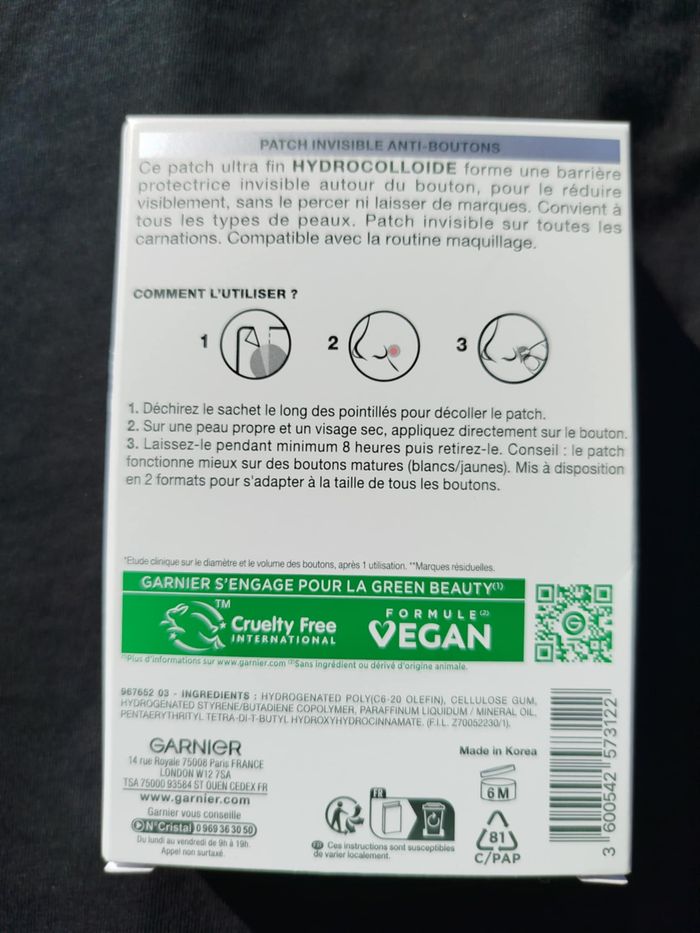 PATCH INVISIBLE ANTI-BOUTONS
Ce patch ultra fin HYDROCOLLOIDE forme une barrière
protectrice invisible autour du bouton, pour le réduire
visiblement, sans le percer ni laisser de marques. Convient à
tous les types de peaux. Patch invisible sur toutes les
carnations. Compatible avec la routine maquillage.
COMMENT L'UTILISER ?
1 2 3
1. Déchirez le sachet le long des pointillés pour décoller le patch.
2. Sur une peau propre et un visage sec, appliquez directement sur le bouton.
3. Laissez-le pendant minimum 8 heures puis retirez-le. Conseil : le patch
fonctionne mieux sur des boutons matures (blancs/jaunes). Mis à disposition
en 2 formats pour s'adapter à la taille de tous les boutons.
*Etude clinique sur le diamètre et le volume des boutons, après 1 utilisation. **Marques résiduelles.
GARNIER S'ENGAGE POUR LA GREEN BEAUTY(1)
TM
Cruelty Free
INTERNATIONAL
FORMULE(2)
VEGAN
G
(1)Plus d'informations sur www.garnier.com (2)Sans ingrédient ou dérivé d'origine animale.
967652 03 - INGREDIENTS : HYDROGENATED POLY(C6-20 OLEFIN), CELLULOSE GUM,
HYDROGENATED STYRENE/BUTADIENE COPOLYMER, PARAFFINUM LIQUIDUM / MINERAL OIL,
PENTAERYTHRITYL TETRA-DI-T-BUTYL HYDROXYHYDROCINNAMATE. (F.I.L. Z70052230/1).
GARNIER
14 rue Royale 75008 Paris FRANCE
LONDON W12 7SA
TSA 75000 93584 ST OUEN CEDEX FR
www.garnier.com
Garnier vous conseille
N°Cristal 0 969 36 30 50
Du lundi au vendredi de 9h à 19h.
Appel non surtaxé.
FR
FR Ces instructions sont susceptibles
de varier localement.
Made in Korea
6 M
81
C/PAP
3 600542 573122